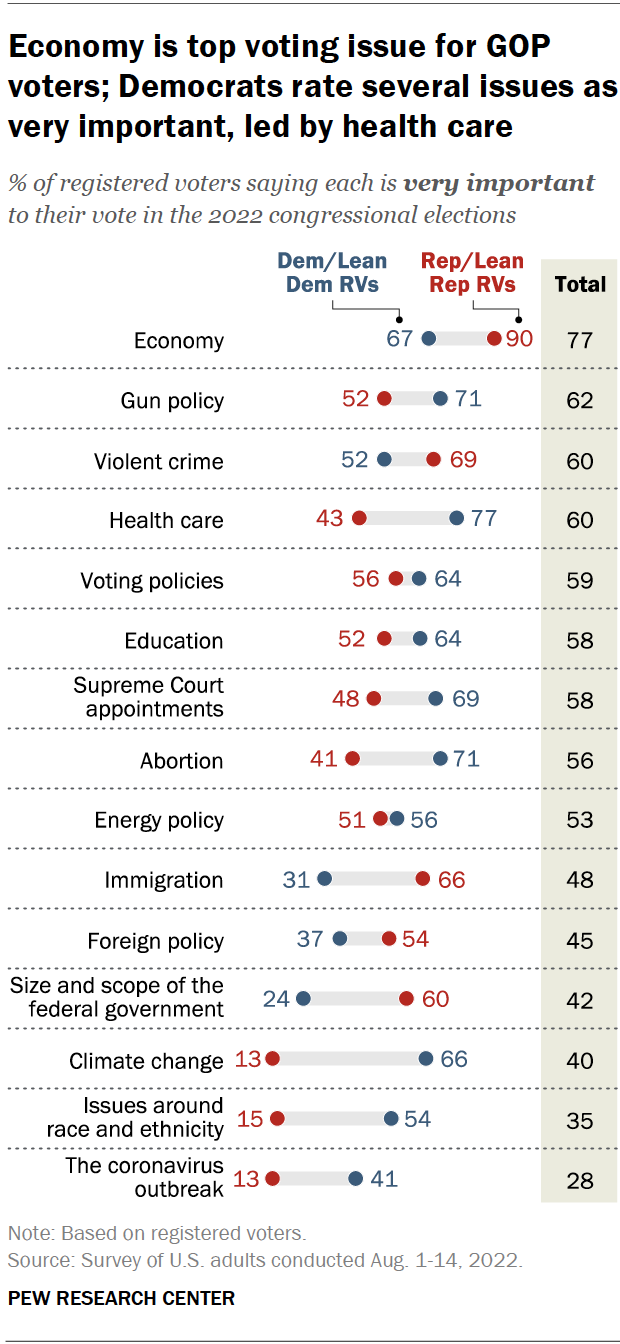 Economy is top voting issue for GOP
voters; Democrats rate several issues as
very important, led by health care
% of registered voters saying each is very important
to their vote in the 2022 congressional elections
Dem/Lean Rep/Lean
Dem RVs Rep RVs Total
Economy 67 90 77
Gun policy 52 71 62
Violent crime 52 69 60
Health care 43 77 60
Voting policies 56 64 59
Education 52 64 58
Supreme Court
appointments 48 69 58
Abortion 41 71 56
Energy policy 51 56 53
Immigration 31 66 48
Foreign policy 37 54 45
Size and scope of the
federal government 24 60 42
Climate change 13 66 40
Issues around
race and ethnicity 15 54 35
The coronavirus
outbreak 13 41 28
Note: Based on registered voters.
Source: Survey of U.S. adults conducted Aug. 1-14, 2022.
PEW RESEARCH CENTER